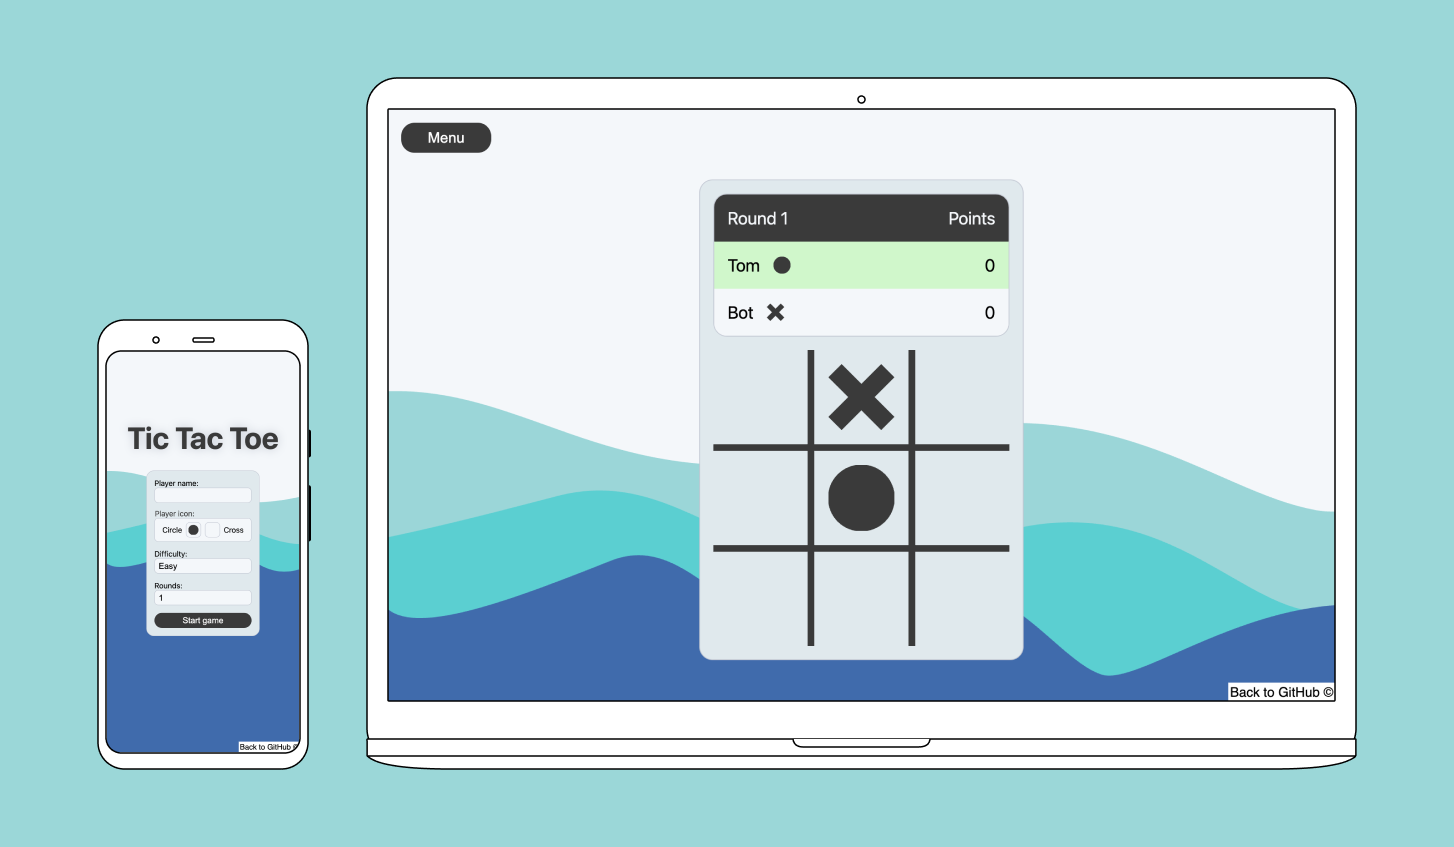 Tic Tac Toe
Player name:
Player icon:
Circle Cross
Difficulty:
Easy
Rounds:
1
Start game
Back to GitHub ©
Menu
Round 1 Points
Tom 0
Bot 0
Back to GitHub ©